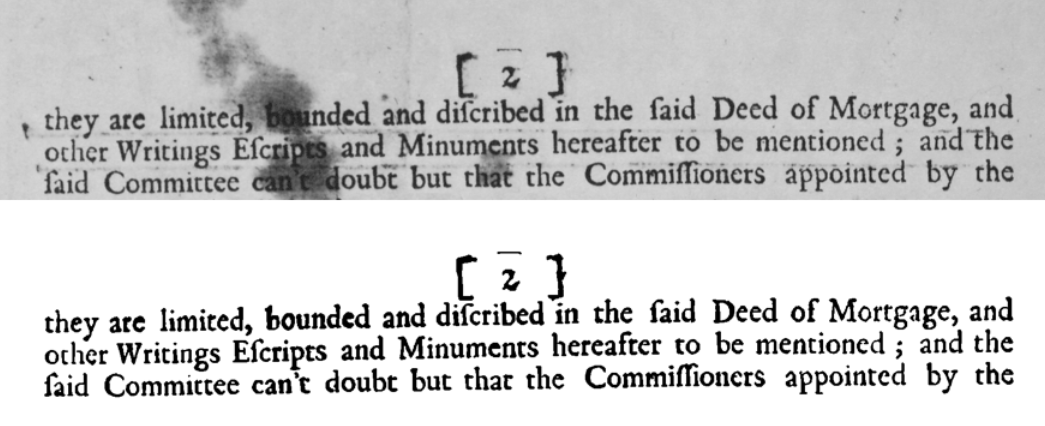 [ 2 ]
they are limited, bounded and diſcribed in the ſaid Deed of Mortgage, and
other Writings Eſcripts and Minuments hereafter to be mentioned ; and the
ſaid Committee can't doubt but that the Commiſſioners appointed by the
[ 2 ]
they are limited, bounded and diſcribed in the ſaid Deed of Mortgage, and
other Writings Eſcripts and Minuments hereafter to be mentioned ; and the
ſaid Committee can't doubt but that the Commiſſioners appointed by the